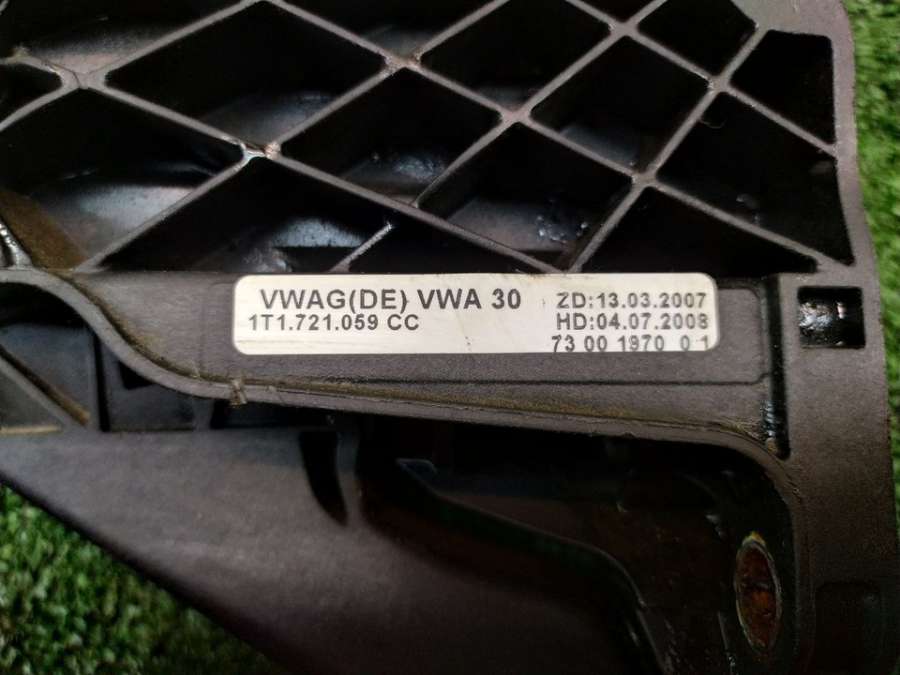 VWAG(DE) VWA 30 ZD:13.03.2007
1T1.721.059 CC HD:04.07.2008
73 00 1970 0 1